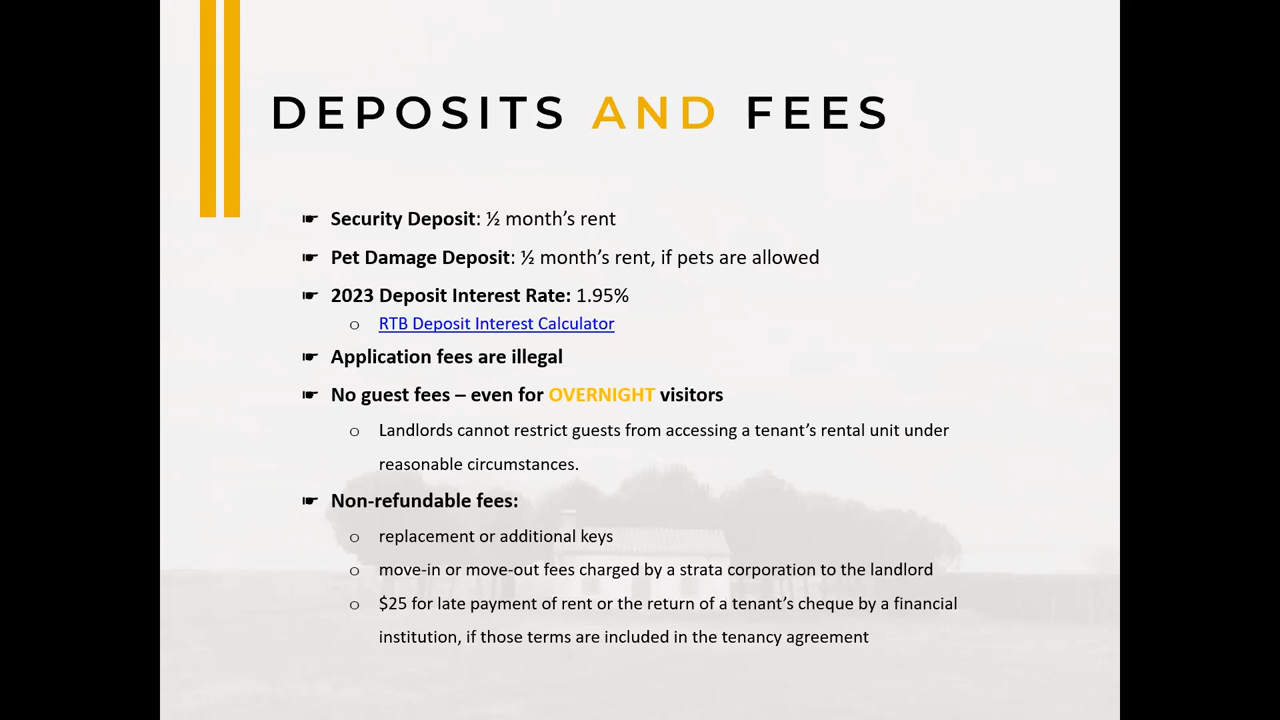 DEPOSITS AND FEES
☛ Security Deposit: ½ month’s rent
☛ Pet Damage Deposit: ½ month’s rent, if pets are allowed
☛ 2023 Deposit Interest Rate: 1.95%
o RTB Deposit Interest Calculator
☛ Application fees are illegal
☛ No guest fees – even for OVERNIGHT visitors
o Landlords cannot restrict guests from accessing a tenant’s rental unit under
reasonable circumstances.
☛ Non-refundable fees:
o replacement or additional keys
o move-in or move-out fees charged by a strata corporation to the landlord
o $25 for late payment of rent or the return of a tenant’s cheque by a financial
institution, if those terms are included in the tenancy agreement